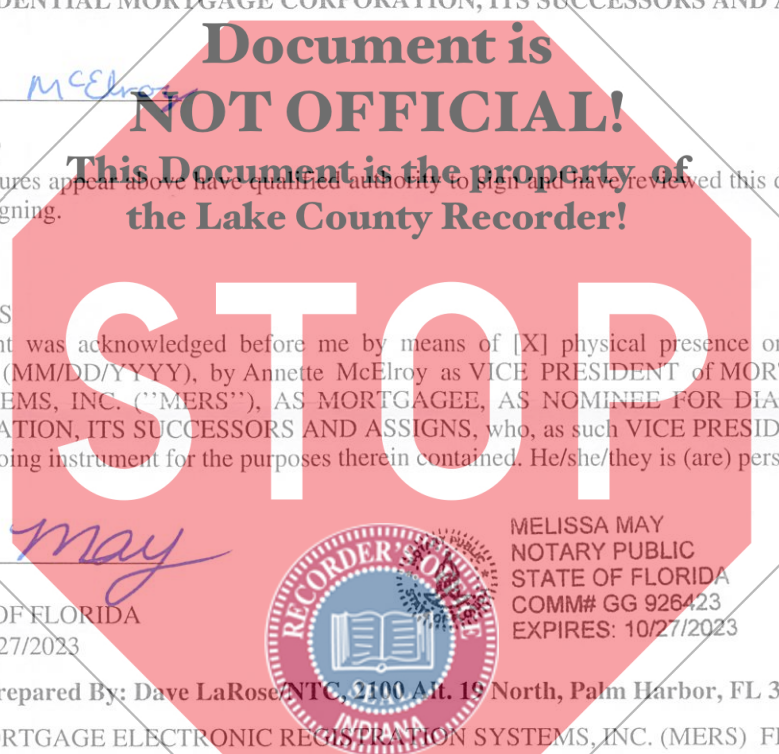 DENTIAL MORTGAGE CORPORATION, ITS SUCCESSORS AND A
Document is
McElroy
NOT OFFICIAL!
This Document is the property of
ures appear above have qualified authority to sign and have reviewed this
gning.
the Lake County Recorder!
STOP
S
nt was acknowledged before me by means of [X] physical presence or
(MM/DD/YYYY), by Annette McElroy as VICE PRESIDENT of MORT
EMS, INC. (''MERS''), AS MORTGAGEE, AS NOMINEE FOR DIA
ATION, ITS SUCCESSORS AND ASSIGNS, who, as such VICE PRESID
oing instrument for the purposes therein contained. He/she/they is (are) pers
May
MELISSA MAY
NOTARY PUBLIC
STATE OF FLORIDA
COMM# GG 926423
EXPIRES: 10/27/2023
RECORDER'S OFFICE
SEAL
INDIANA
OF FLORIDA
27/2023
repared By: Dave LaRose/NTC, 2100 Alt. 19 North, Palm Harbor, FL 3
RTGAGE ELECTRONIC REGISTRATION SYSTEMS, INC. (MERS) F